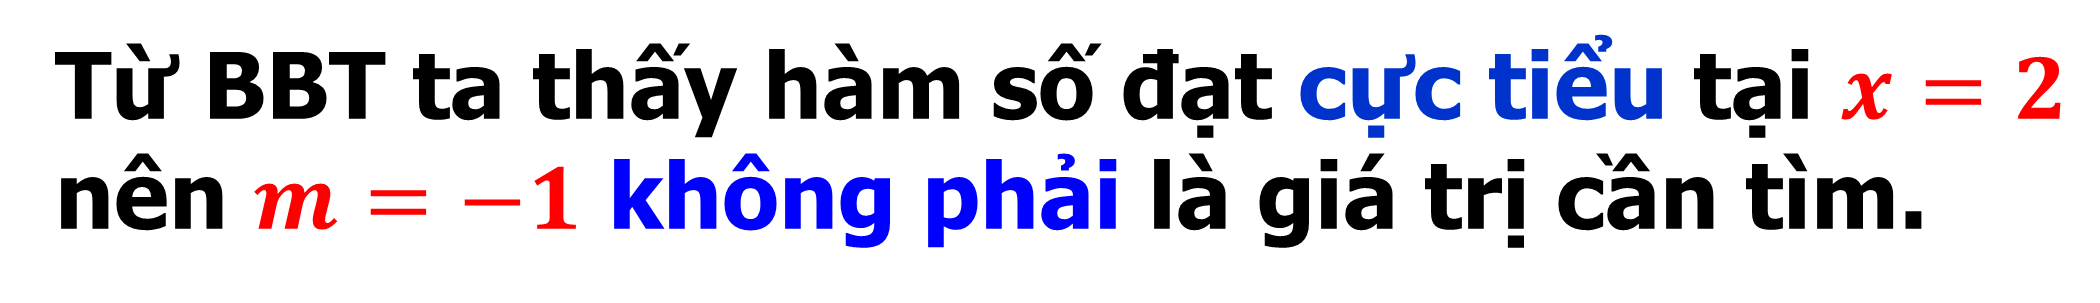 Từ BBT ta thấy hàm số đạt cực tiểu tại x = 2
nên m = −1 không phải là giá trị cần tìm.